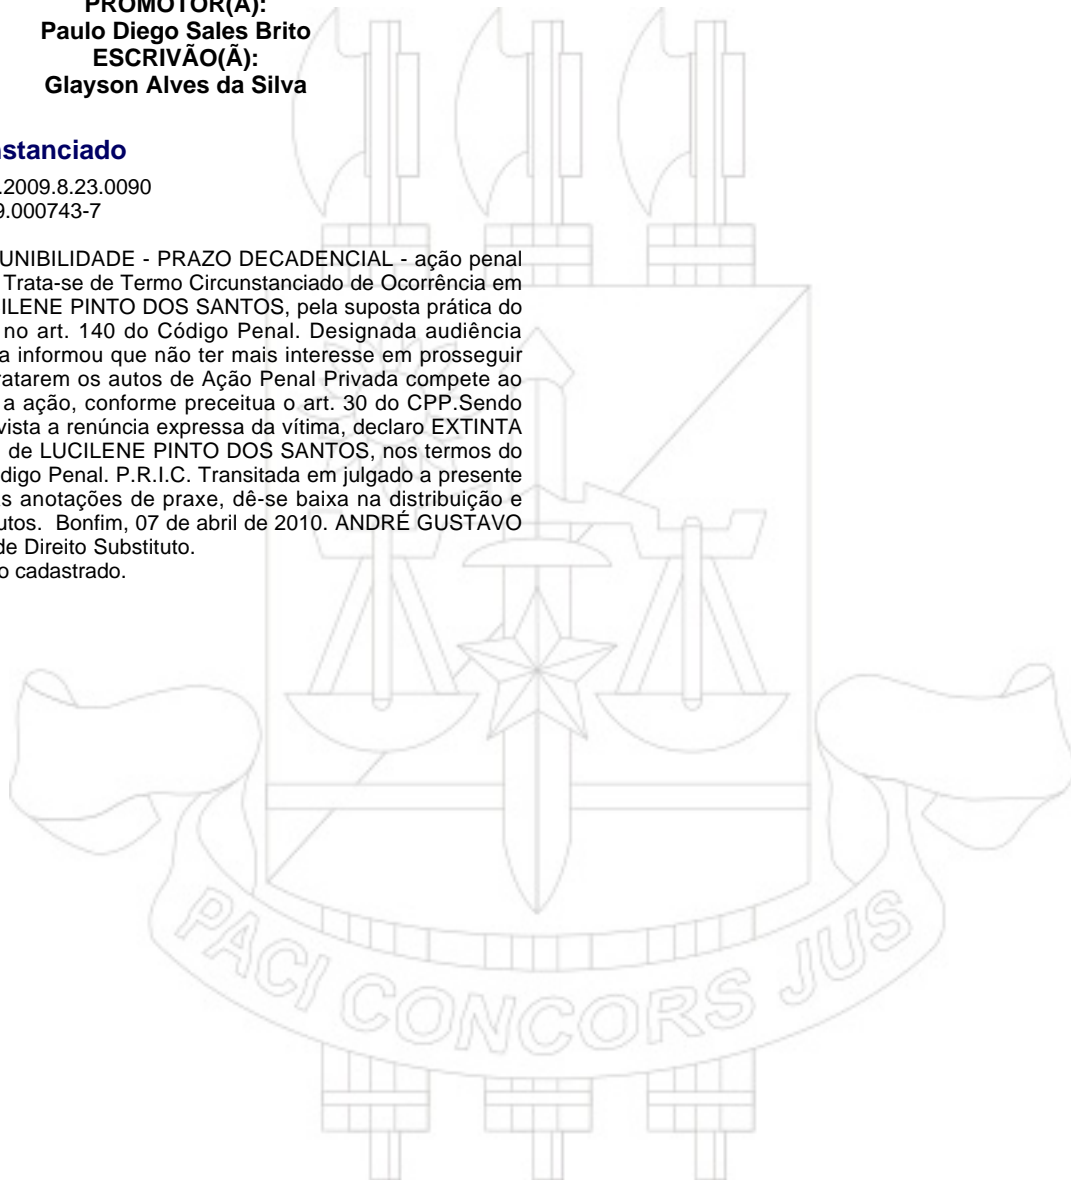 PROMOTOR(A):
Paulo Diego Sales Brito
ESCRIVÃO(Ã):
Glayson Alves da Silva
nstanciado
.2009.8.23.0090
9.000743-7
UNIBILIDADE - PRAZO DECADENCIAL - ação penal
Trata-se de Termo Circunstanciado de Ocorrência em
ILENE PINTO DOS SANTOS, pela suposta prática do
no art. 140 do Código Penal. Designada audiência
a informou que não ter mais interesse em prosseguir
ratarem os autos de Ação Penal Privada compete ao
a ação, conforme preceitua o art. 30 do CPP.Sendo
vista a renúncia expressa da vítima, declaro EXTINTA
de LUCILENE PINTO DOS SANTOS, nos termos do
digo Penal. P.R.I.C. Transitada em julgado a presente
s anotações de praxe, dê-se baixa na distribuição e
utos. Bonfim, 07 de abril de 2010. ANDRÉ GUSTAVO
de Direito Substituto.
o cadastrado.
PACI CONCORS JUS